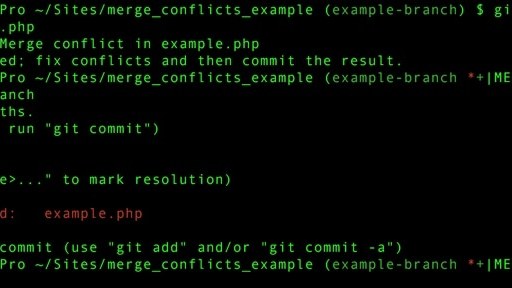 Pro ~/Sites/merge_conflicts_example (example-branch) $ gi
.php
Merge conflict in example.php
ed; fix conflicts and then commit the result.
Pro ~/Sites/merge_conflicts_example (example-branch *+|ME
anch
ths.
run "git commit")
e>..." to mark resolution)
d: example.php
commit (use "git add" and/or "git commit -a")
Pro ~/Sites/merge_conflicts_example (example-branch *+|ME